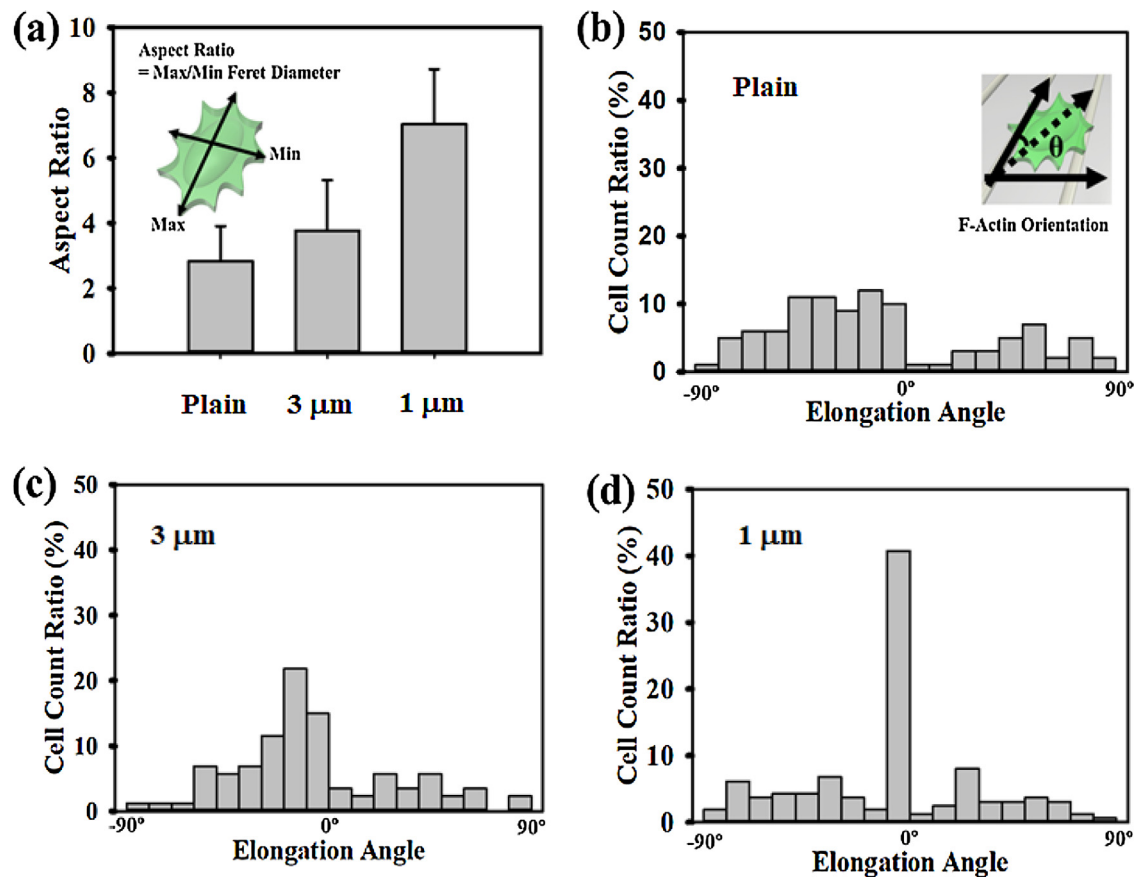 (a)
Aspect Ratio
= Max/Min Feret Diameter
Min
Max
Aspect Ratio
10
8
6
4
2
0
Plain
3 μm
1 μm
(b)
Plain
θ
F-Actin Orientation
Cell Count Ratio (%)
50
40
30
20
10
0
-90° 0° 90°
Elongation Angle
(c)
3 μm
Cell Count Ratio (%)
50
40
30
20
10
0
-90° 0° 90°
Elongation Angle
(d)
1 μm
Cell Count Ratio (%)
50
40
30
20
10
0
-90° 0° 90°
Elongation Angle